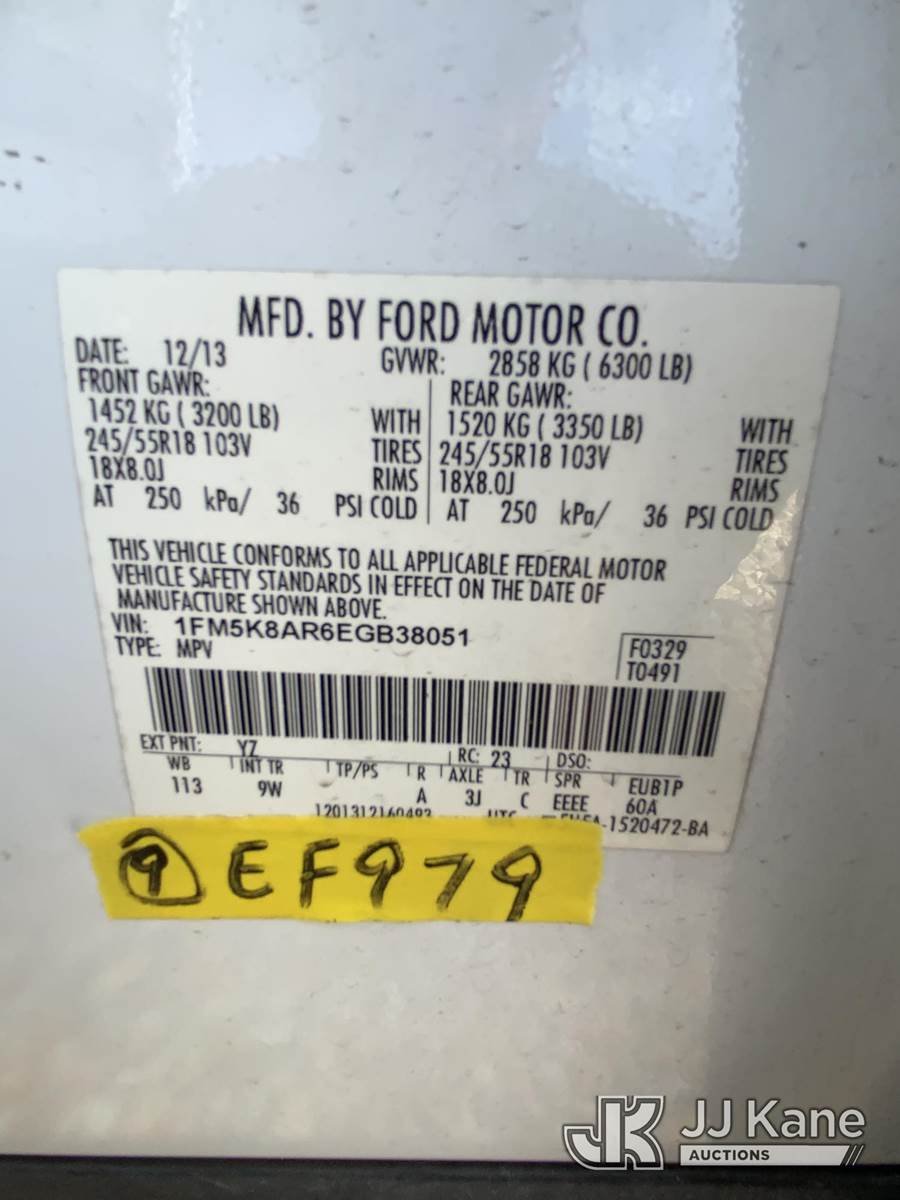 MFD. BY FORD MOTOR CO.
DATE: 12/13 GVWR: 2858 KG ( 6300 LB)
FRONT GAWR: REAR GAWR:
1452 KG ( 3200 LB) WITH 1520 KG ( 3350 LB) WITH
245/55R18 103V TIRES 245/55R18 103V TIRES
18X8.0J RIMS 18X8.0J RIMS
AT 250 kPa/ 36 PSI COLD AT 250 kPa/ 36 PSI COLD
THIS VEHICLE CONFORMS TO ALL APPLICABLE FEDERAL MOTOR
VEHICLE SAFETY STANDARDS IN EFFECT ON THE DATE OF
MANUFACTURE SHOWN ABOVE.
VIN: 1FM5K8AR6EGB38051
TYPE: MPV
F0329
T0491
EXT PNT: YZ RC: 23 DSO:
WB INT TR TP/PS R AXLE TR SPR EUB1P
113 9W A 3J C EEEE 60A
1201312160493 -1520472-BA
9 EF979
JK JJ Kane
AUCTIONS